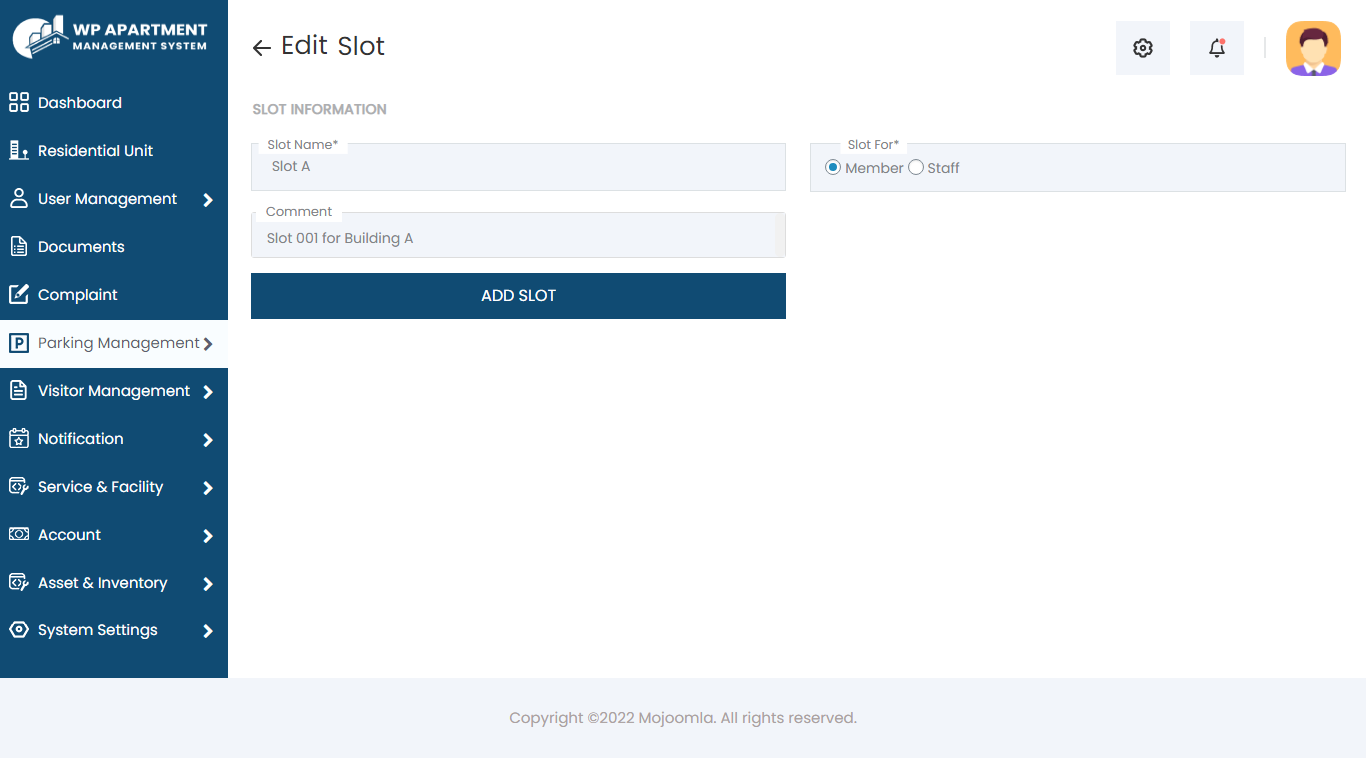 WP APARTMENT
MANAGEMENT SYSTEM
Dashboard
Residential Unit
User Management
Documents
Complaint
P Parking Management
Visitor Management
Notification
Service & Facility
Account
Asset & Inventory
System Settings
Edit Slot
SLOT INFORMATION
Slot Name*
Slot A
Slot For*
Member Staff
Comment
Slot 001 for Building A
ADD SLOT
Copyright ©2022 Mojoomla. All rights reserved.